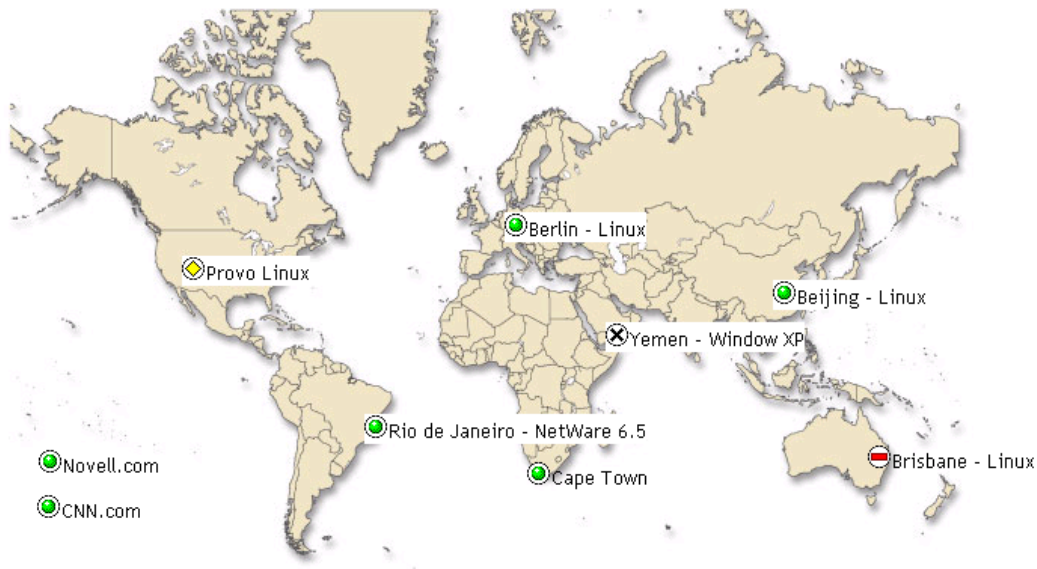 Berlin - Linux
Provo Linux
Beijing - Linux
Yemen - Window XP
Rio de Janeiro - NetWare 6.5
Novell.com
Brisbane - Linux
Cape Town
CNN.com